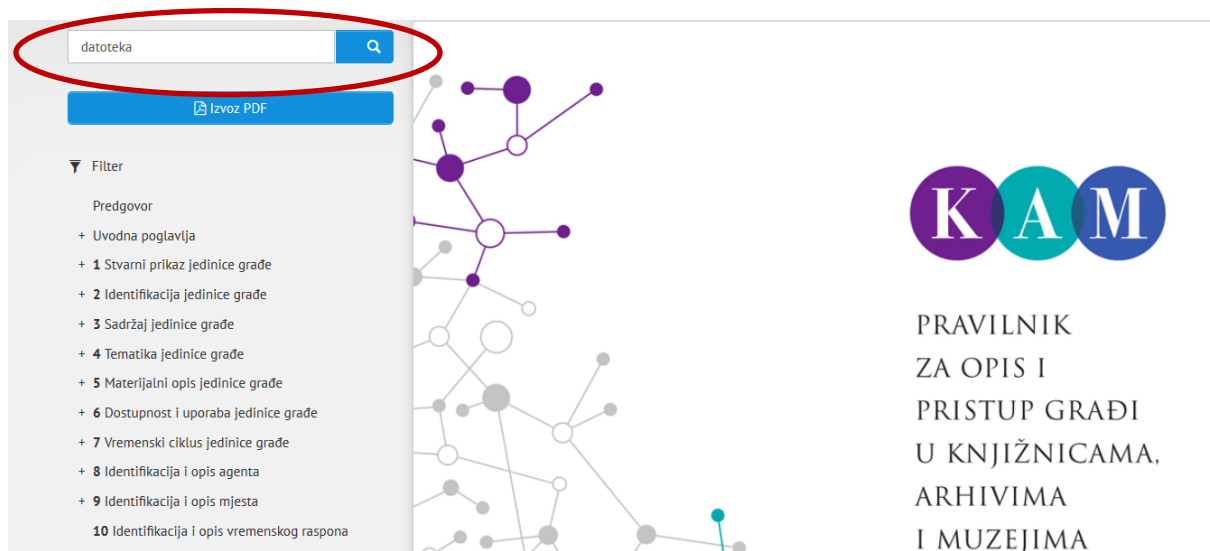 datoteka
Izvoz PDF
Filter
Predgovor
+ Uvodna poglavlja
+ 1 Stvarni prikaz jedinice građe
+ 2 Identifikacija jedinice građe
+ 3 Sadržaj jedinice građe
+ 4 Tematika jedinice građe
+ 5 Materijalni opis jedinice građe
+ 6 Dostupnost i uporaba jedinice građe
+ 7 Vremenski ciklus jedinice građe
+ 8 Identifikacija i opis agenta
+ 9 Identifikacija i opis mjesta
10 Identifikacija i opis vremenskog raspona
KAM
PRAVILNIK
ZA OPIS I
PRISTUP GRAĐI
U KNJIŽNICAMA,
ARHIVIMA
I MUZEJIMA